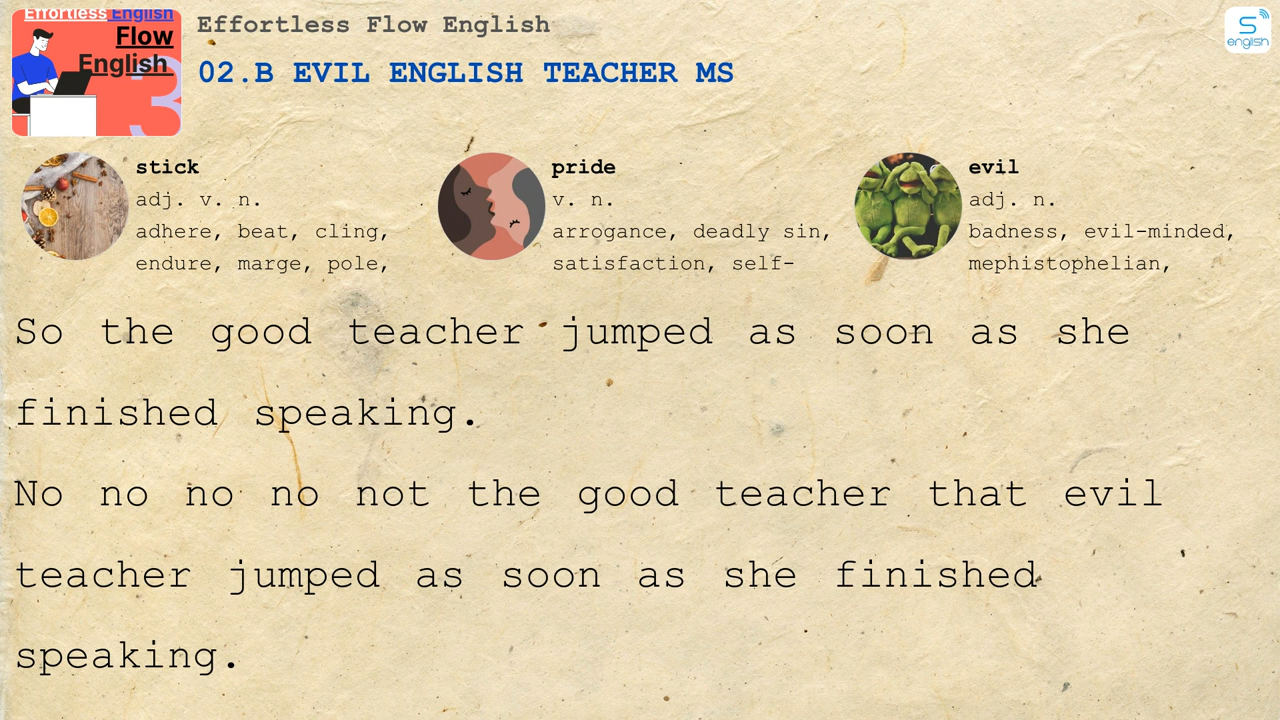 Effortless English
Flow
English
3
Effortless Flow English
02.B EVIL ENGLISH TEACHER MS
S
english
stick
adj. v. n.
adhere, beat, cling,
endure, marge, pole,
pride
v. n.
arrogance, deadly sin,
satisfaction, self-
evil
adj. n.
badness, evil-minded,
mephistophelian,
So the good teacher jumped as soon as she
finished speaking.
No no no no not the good teacher that evil
teacher jumped as soon as she finished
speaking.